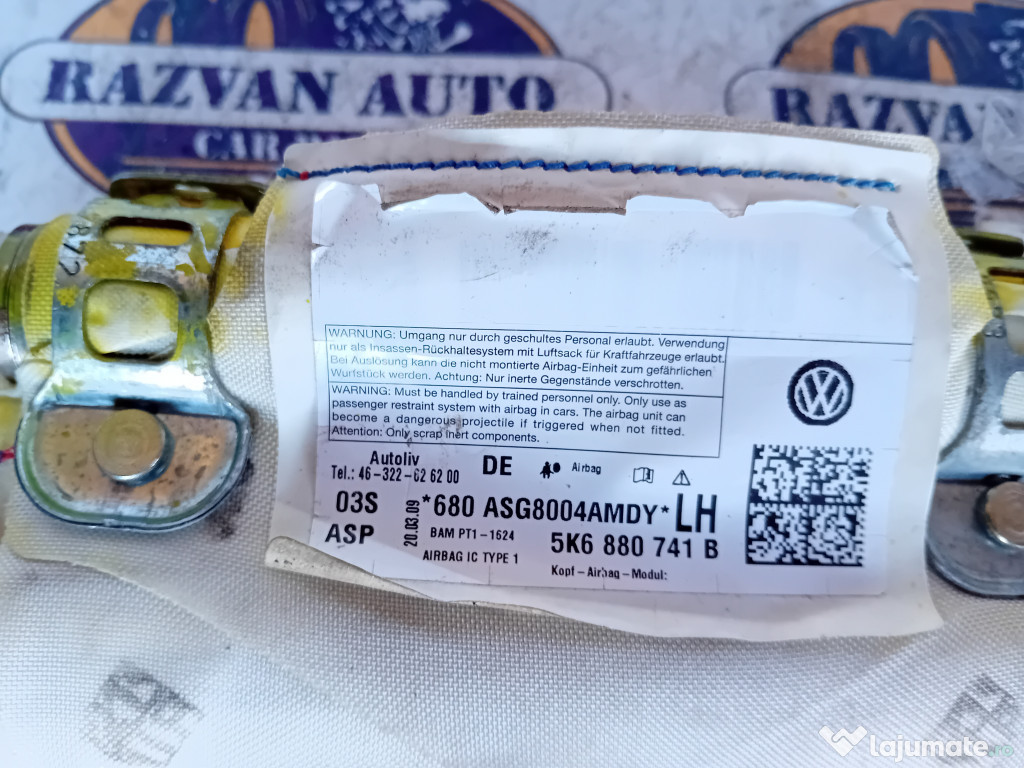 RAZVAN AUTO
CAR
RAZVAN
WARNUNG: Umgang nur durch geschultes Personal erlaubt. Verwendung
nur als Insassen-Rückhaltesystem mit Luftsack für Kraftfahrzeuge erlaubt.
Bei Auslösung kann die nicht montierte Airbag-Einheit zum gefährlichen
Wurfstück werden. Achtung: Nur inerte Gegenstände verschrotten.
WARNING: Must be handled by trained personnel only. Only use as
passenger restraint system with airbag in cars. The airbag unit can
become a dangerous projectile if triggered when not fitted.
Attention: Only scrap inert components.
Autoliv
Tel.: 46-322-626200
DE
Airbag
03S
ASP
20.03.09
*680 ASG8004AMDY* LH
BAM PT1-1624
5K6 880 741 B
AIRBAG IC TYPE 1
Kopf-Airbag-Modul:
lajumate